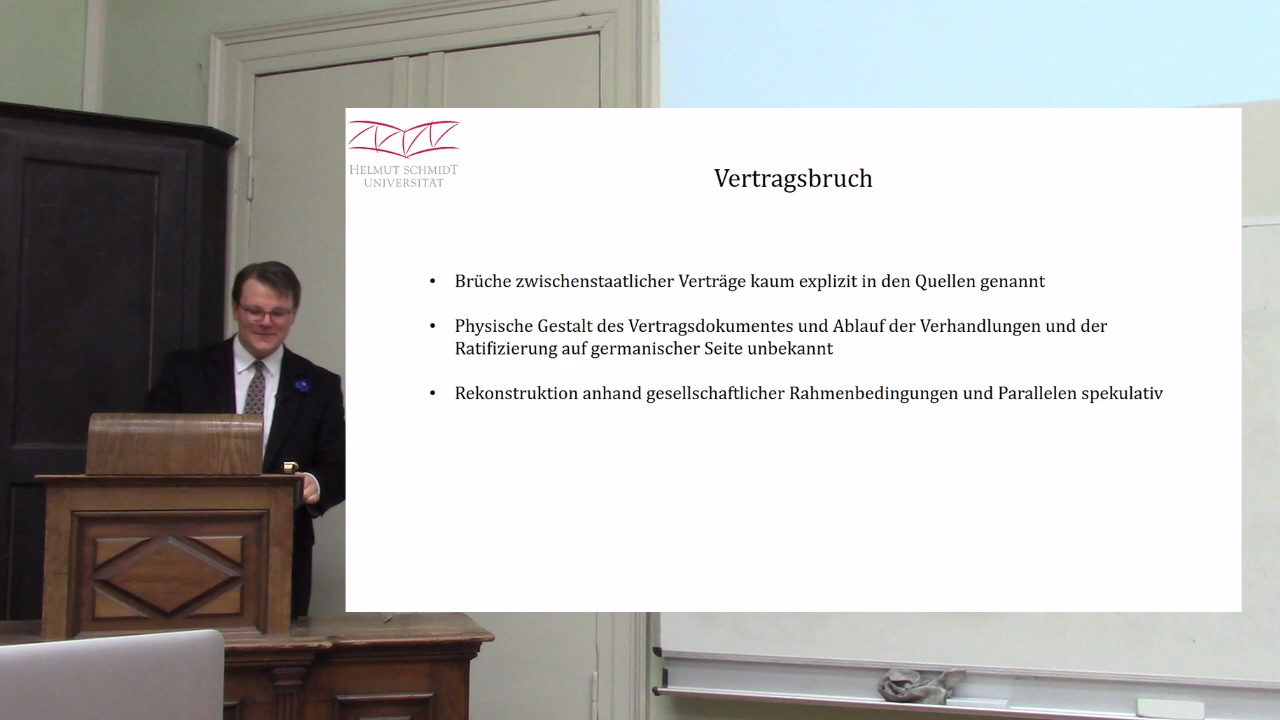 HELMUT SCHMIDT
UNIVERSITÄT
Vertragsbruch
• Brüche zwischenstaatlicher Verträge kaum explizit in den Quellen genannt
• Physische Gestalt des Vertragsdokumentes und Ablauf der Verhandlungen und der
Ratifizierung auf germanischer Seite unbekannt
• Rekonstruktion anhand gesellschaftlicher Rahmenbedingungen und Parallelen spekulativ